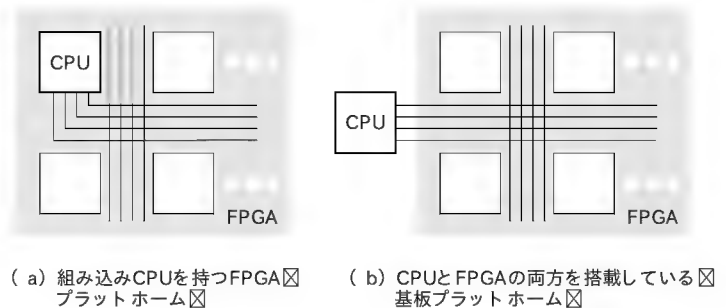 CPU
FPGA
CPU
FPGA
(a) 組み込みCPUを持つFPGA☒
プラットホーム☒
(b) CPUとFPGAの両方を搭載している☒
基板プラットホーム☒